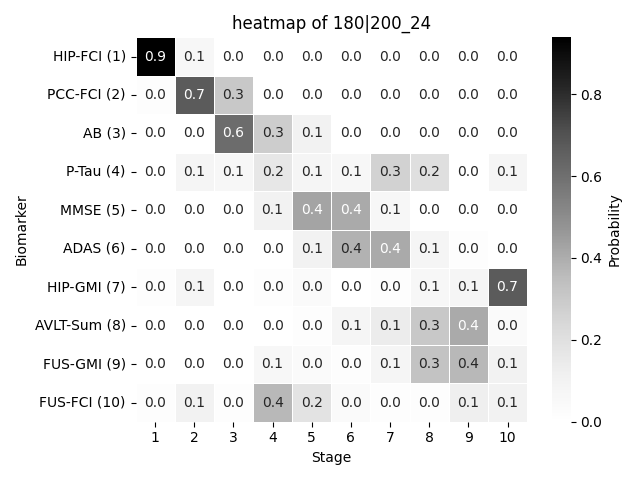 heatmap of 180|200_24
HIP-FCI (1) 0.9 0.1 0.0 0.0 0.0 0.0 0.0 0.0 0.0 0.0
PCC-FCI (2) 0.0 0.7 0.3 0.0 0.0 0.0 0.0 0.0 0.0 0.0
AB (3) 0.0 0.0 0.6 0.3 0.1 0.0 0.0 0.0 0.0 0.0
P-Tau (4) 0.0 0.1 0.1 0.2 0.1 0.1 0.3 0.2 0.0 0.1
MMSE (5) 0.0 0.0 0.0 0.1 0.4 0.4 0.1 0.0 0.0 0.0
ADAS (6) 0.0 0.0 0.0 0.0 0.1 0.4 0.4 0.1 0.0 0.0
HIP-GMI (7) 0.0 0.1 0.0 0.0 0.0 0.0 0.0 0.1 0.1 0.7
AVLT-Sum (8) 0.0 0.0 0.0 0.0 0.0 0.1 0.1 0.3 0.4 0.0
FUS-GMI (9) 0.0 0.0 0.0 0.1 0.0 0.0 0.1 0.3 0.4 0.1
FUS-FCI (10) 0.0 0.1 0.0 0.4 0.2 0.0 0.0 0.0 0.1 0.1
1 2 3 4 5 6 7 8 9 10
Stage
Biomarker
0.8
0.6
0.4
0.2
0.0
Probability